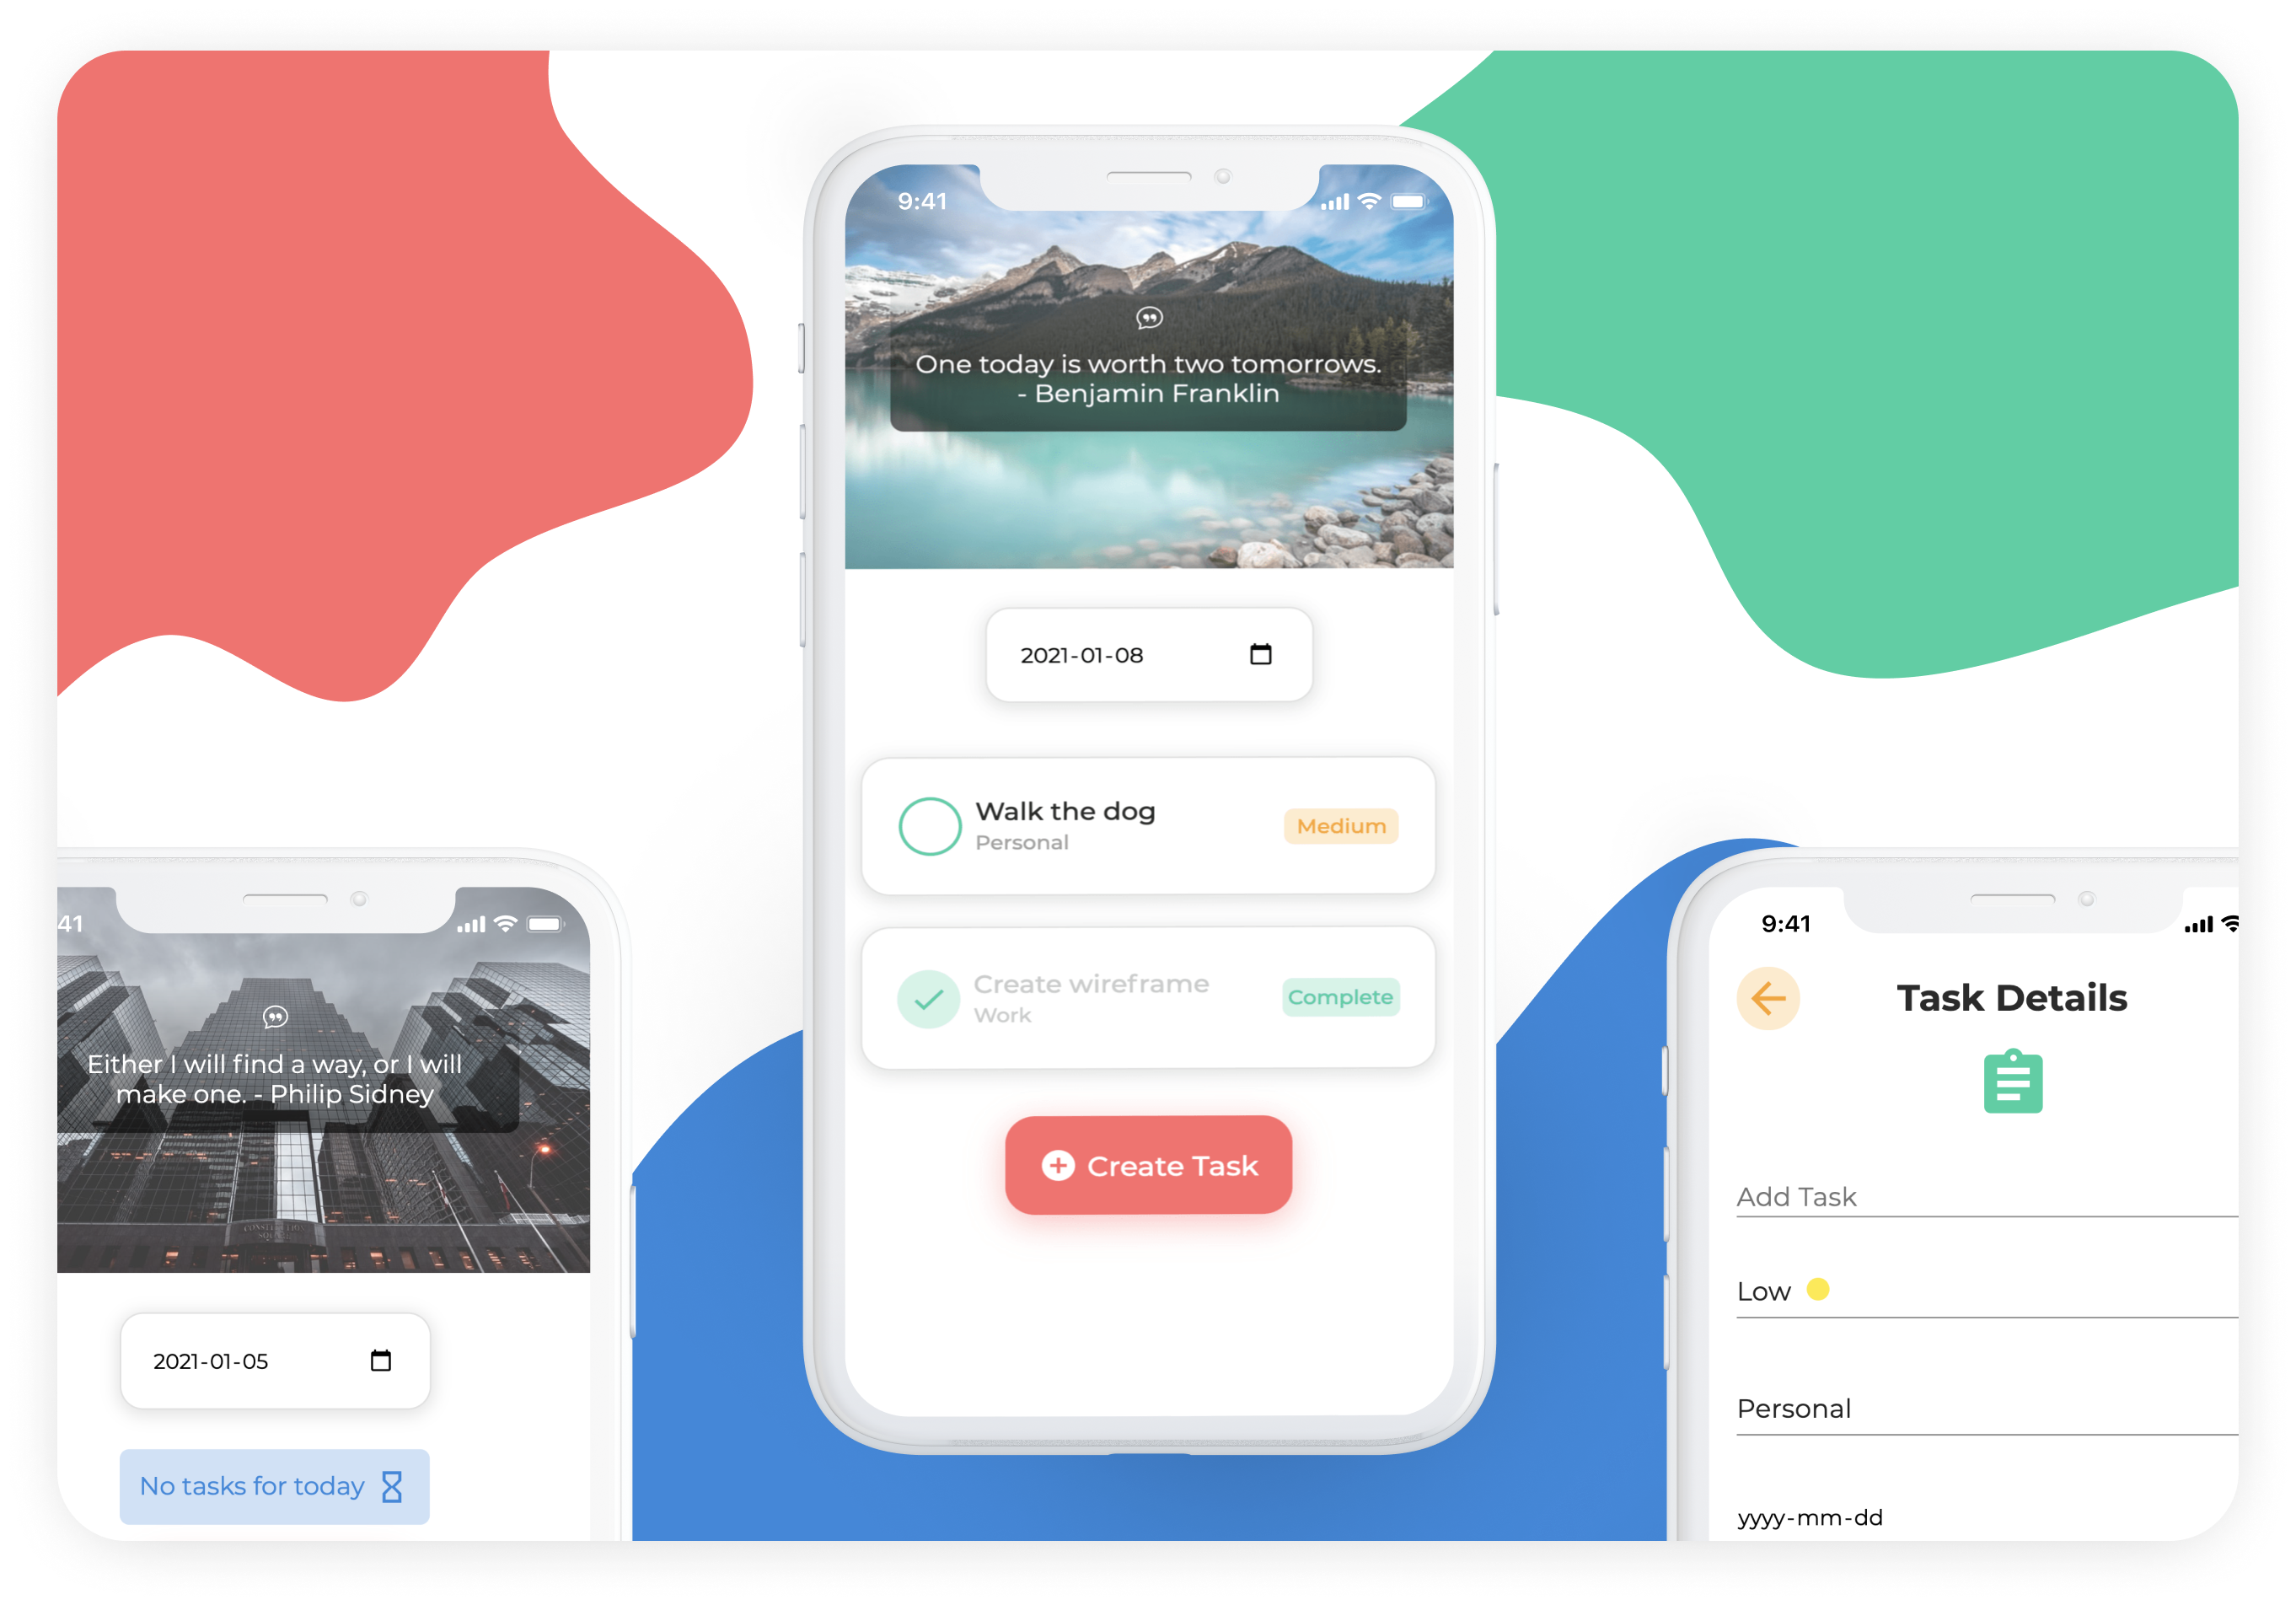 9:41
One today is worth two tomorrows.
- Benjamin Franklin
2021-01-08
Walk the dog
Personal
Medium
Create wireframe
Work
Complete
Create Task
41
Either I will find a way, or I will
make one. - Philip Sidney
2021-01-05
No tasks for today
9:41
Task Details
Add Task
Low
Personal
yyyy-mm-dd